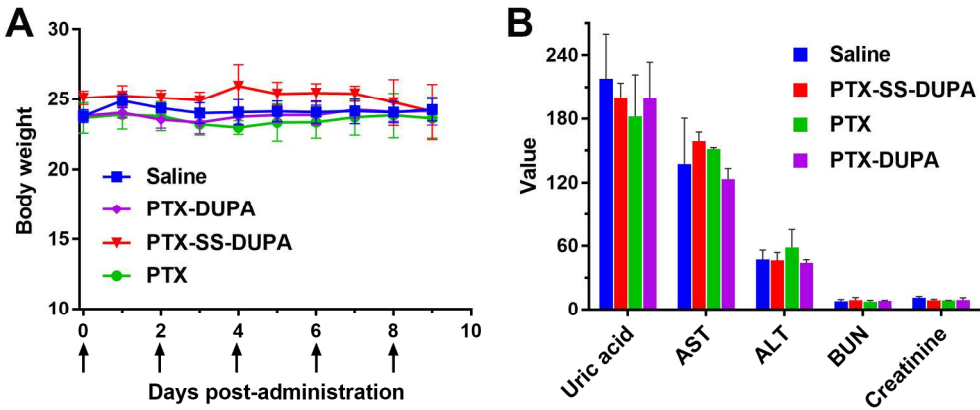 A
Body weight
30
25
20
15
10
Saline
PTX-DUPA
PTX-SS-DUPA
PTX
0 2 4 6 8 10
Days post-administration
B
Value
240
180
120
60
0
Saline
PTX-SS-DUPA
PTX
PTX-DUPA
Uric acid
AST
ALT
BUN
Creatinine